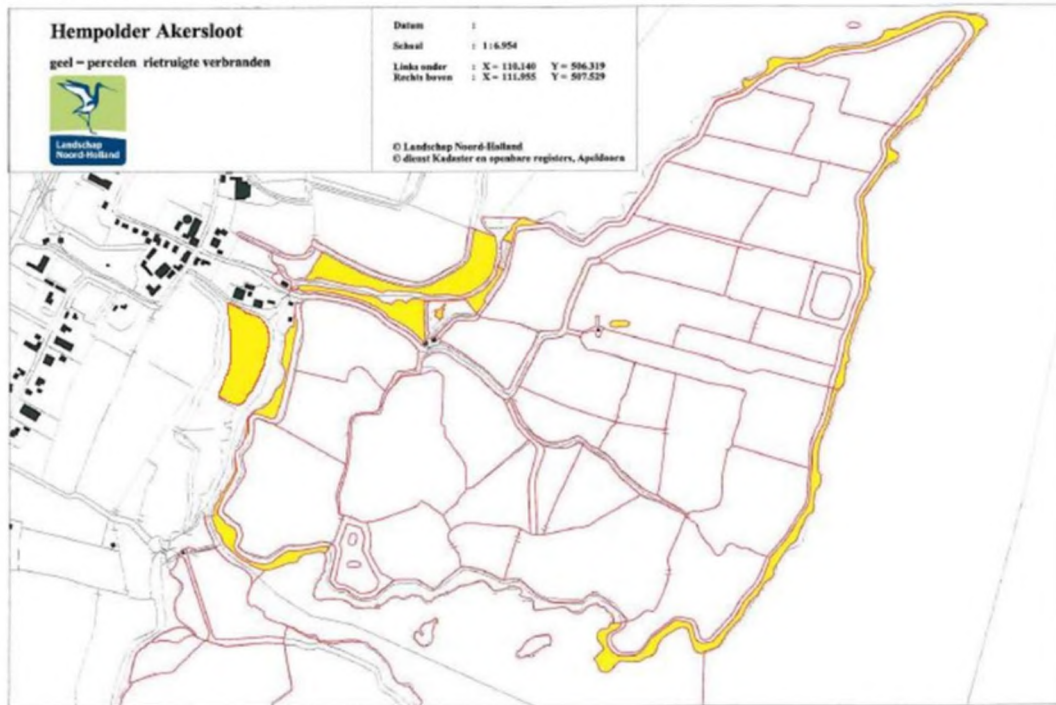 Hempolder Akersloot
geel = percelen rietruigte verbranden
Landschap
Noord-Holland
Datum :
Schaal : 1:6.954
Links onder : X = 110.140 Y = 506.319
Rechts boven : X = 111.955 Y = 507.529
© Landschap Noord-Holland
© dienst Kadaster en openbare registers, Apeldoorn